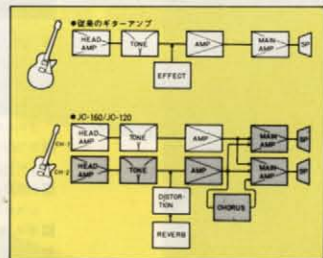 ●従来のギターアンプ
HEAD AMP
TONE
AMP
MAIN AMP
SP
EFFECT
●JC-160/JC-120
CH-1
HEAD AMP
TONE
AMP
MAIN AMP
SP
CH-2
HEAD AMP
TONE
AMP
MAIN AMP
SP
DISTOR-
TION
CHORUS
REVERB